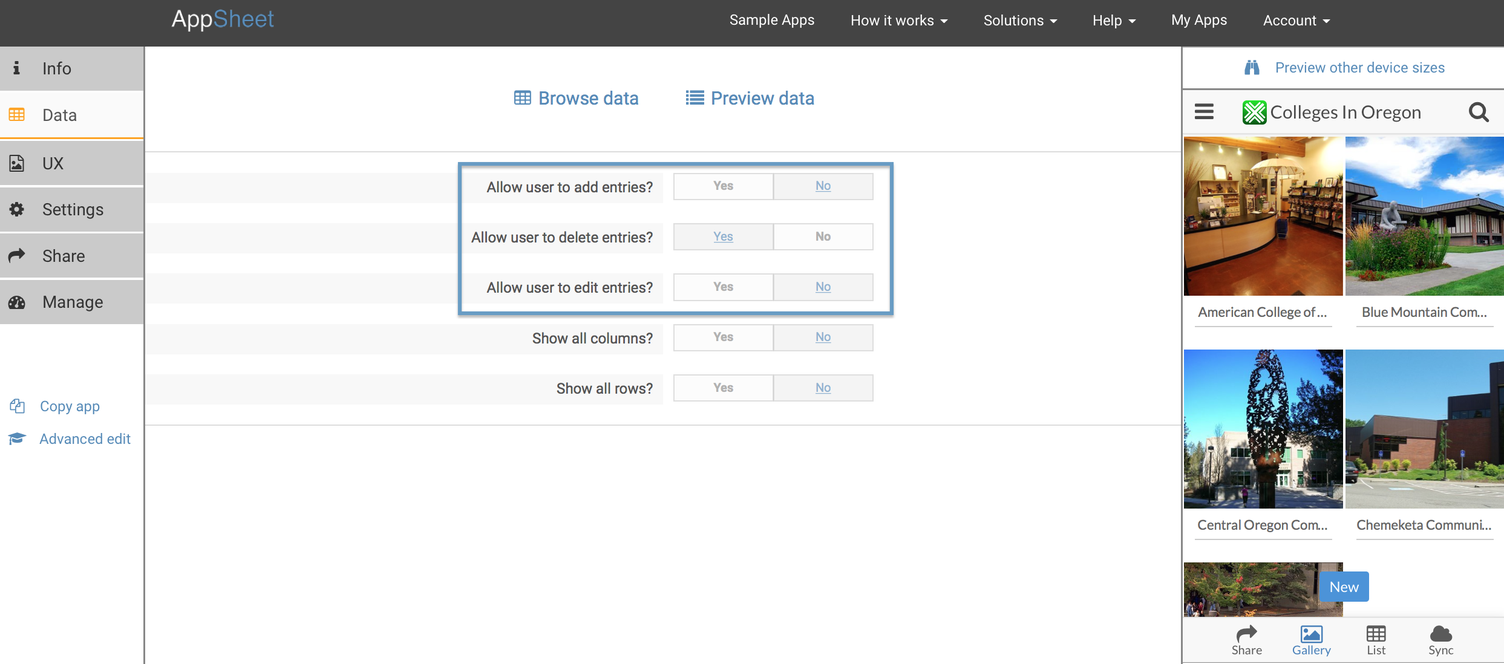 AppSheet
Sample Apps
How it works
Solutions
Help
My Apps
Account
Info
Data
UX
Settings
Share
Manage
Copy app
Advanced edit
Browse data
Preview data
Allow user to add entries? Yes No
Allow user to delete entries? Yes No
Allow user to edit entries? Yes No
Show all columns? Yes No
Show all rows? Yes No
Preview other device sizes
Colleges In Oregon
American College of ...
Blue Mountain Com...
Central Oregon Com...
Chemeketa Communi...
New
Share
Gallery
List
Sync